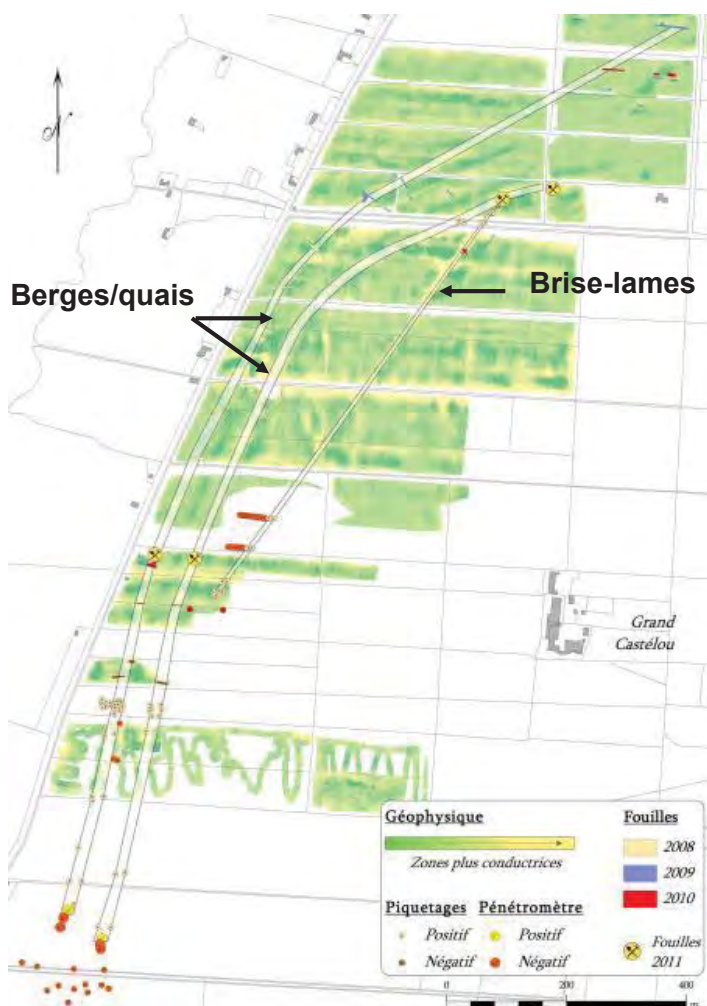 N
Berges/quais
Brise-lames
Grand
Castélou
Géophysique
Zones plus conductrices
Piquetages
Positif
Négatif
Pénétromètre
Positif
Négatif
Fouilles
2008
2009
2010
Fouilles
2011
0 200 400
m